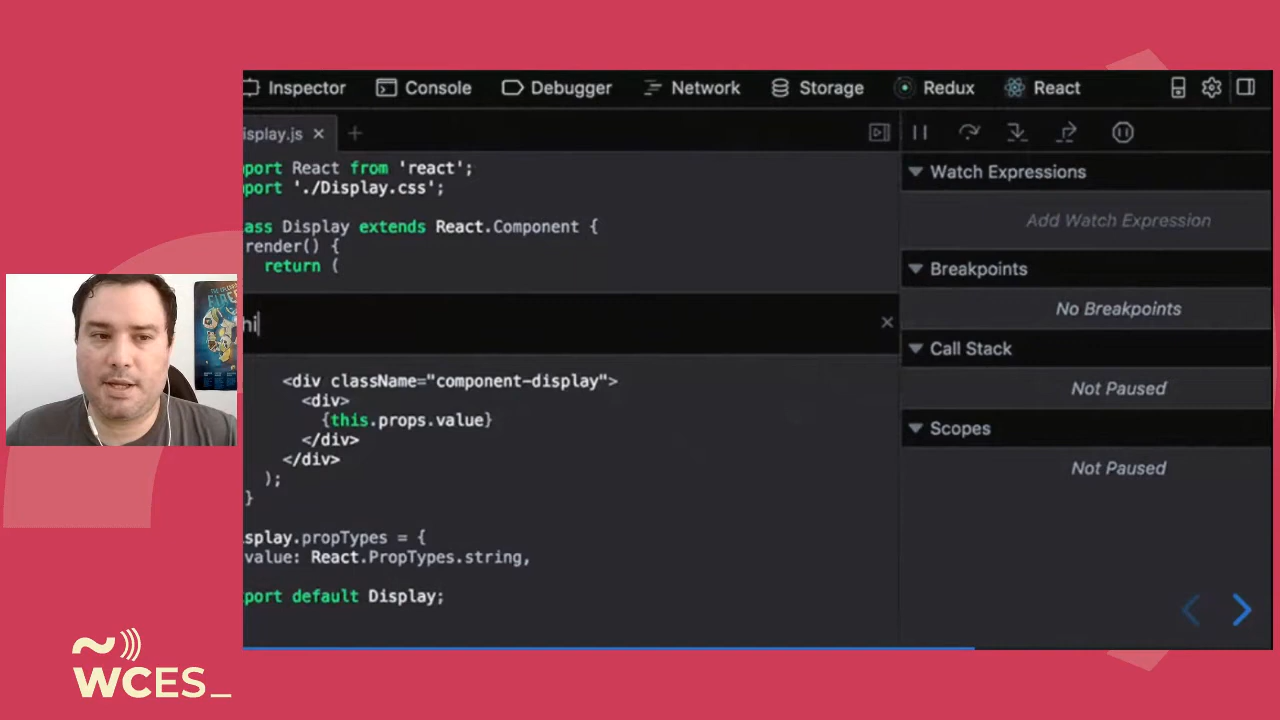 Inspector Console Debugger Network Storage Redux React
isplay.js
port React from 'react';
port './Display.css';
ass Display extends React.Component {
render() {
return (
hi
<div className="component-display">
<div>
{this.props.value}
</div>
</div>
);
}
splay.propTypes = {
value: React.PropTypes.string,
port default Display;
Watch Expressions
Add Watch Expression
Breakpoints
No Breakpoints
Call Stack
Not Paused
Scopes
Not Paused
WCES_